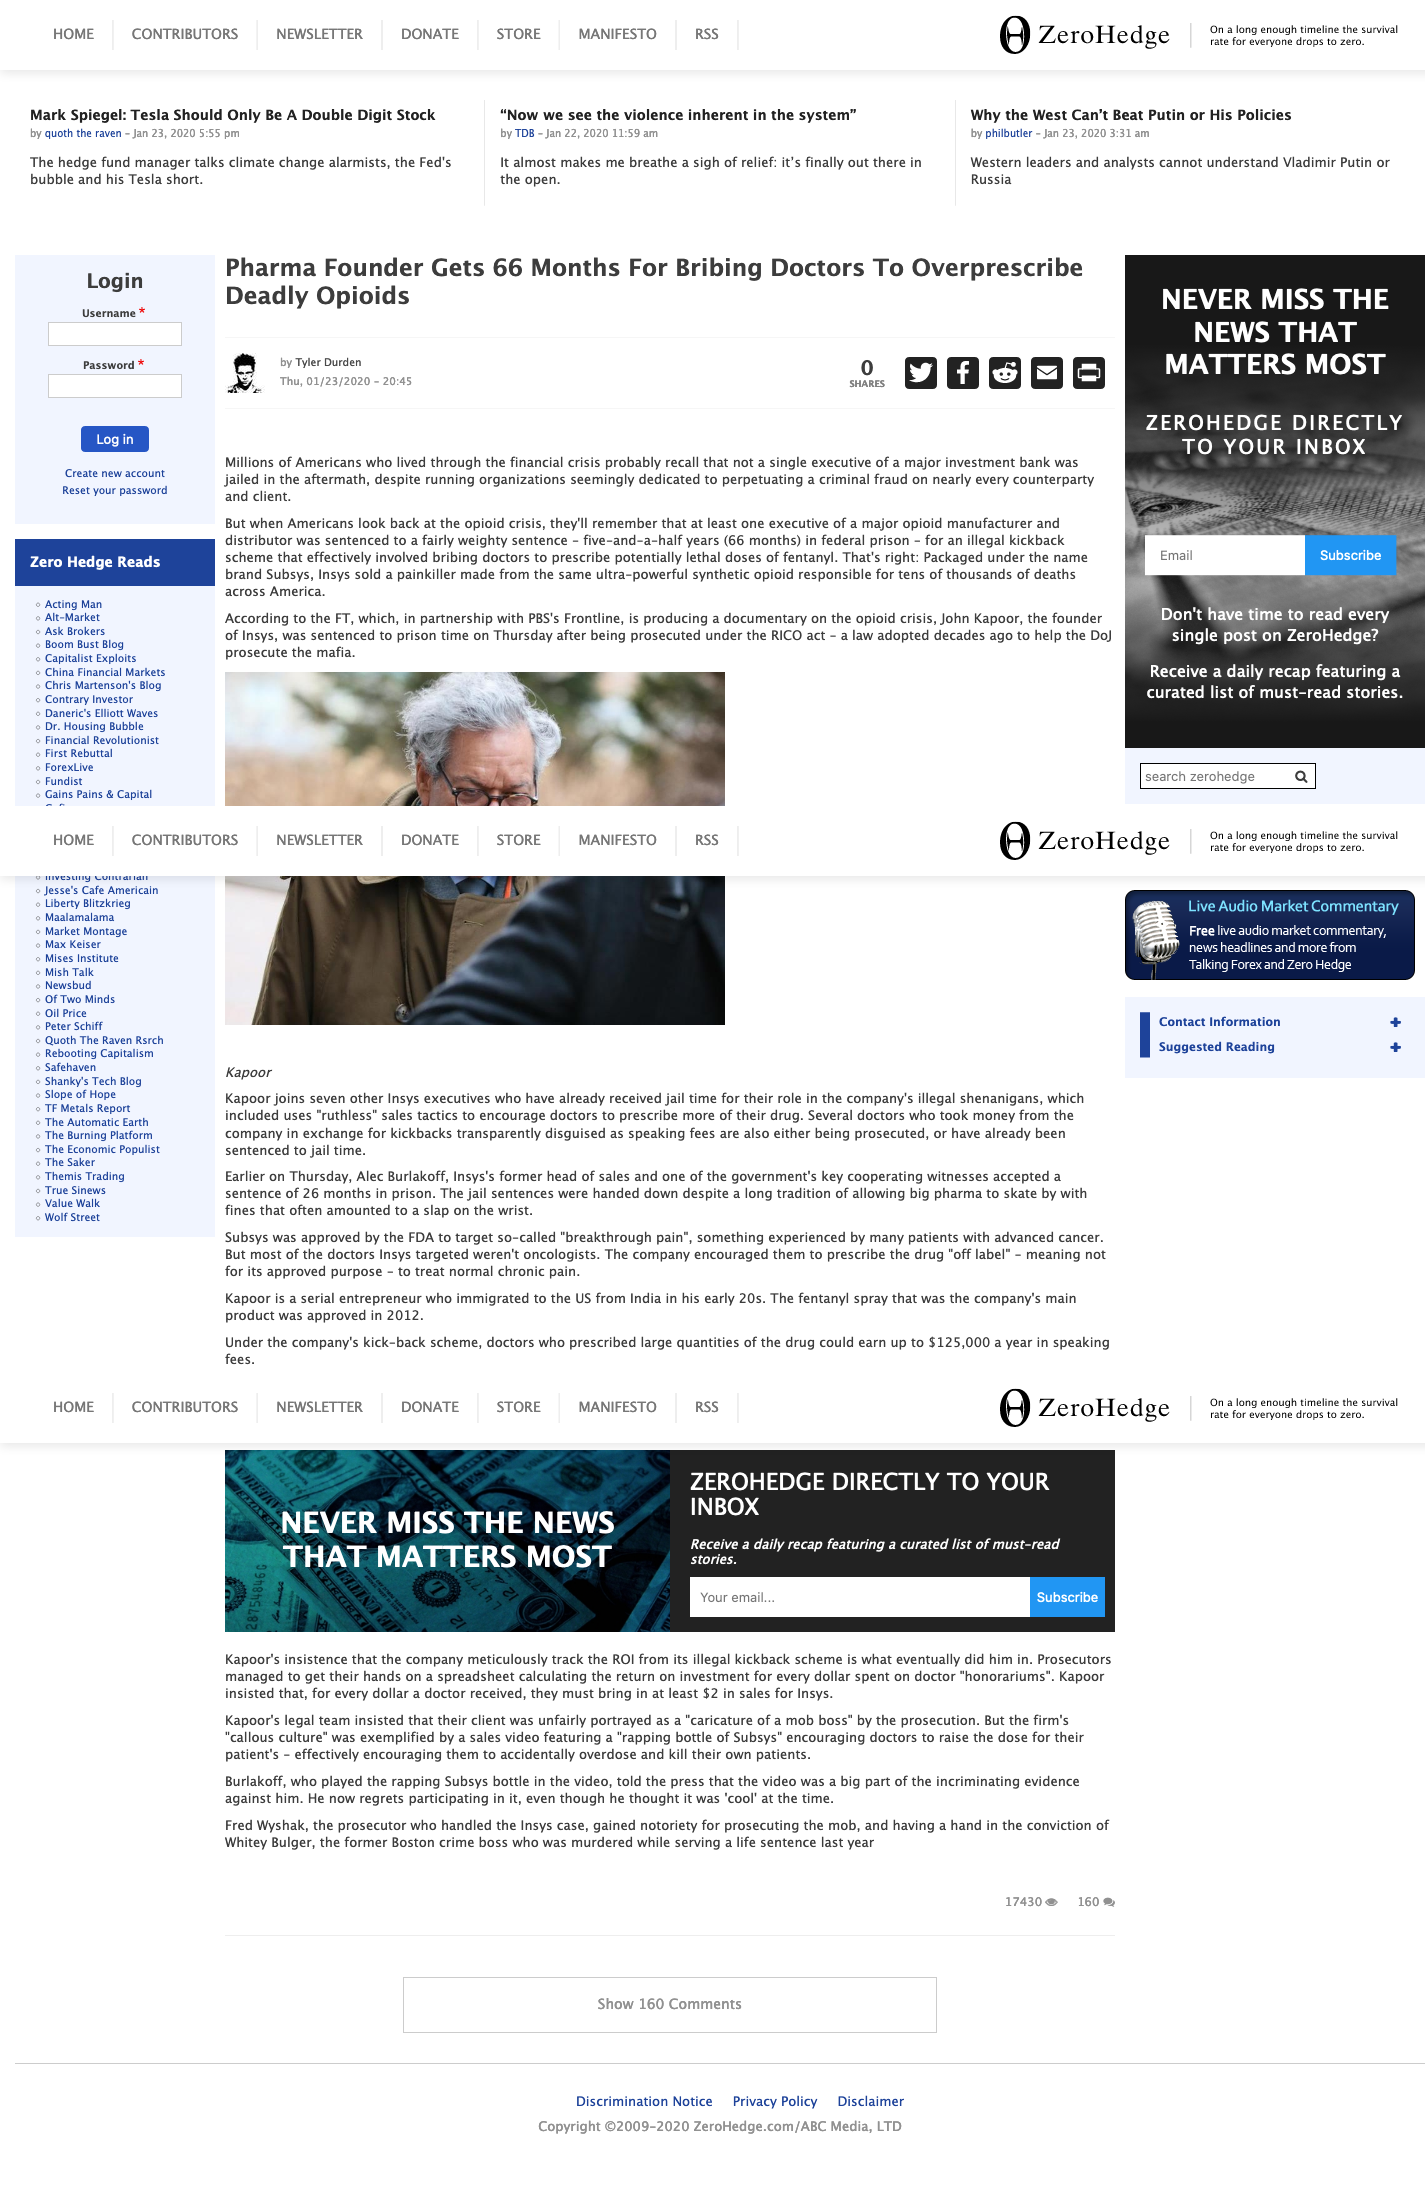 HOME
CONTRIBUTORS
NEWSLETTER
DONATE
STORE
MANIFESTO
RSS
ZeroHedge
On a long enough timeline the survival
rate for everyone drops to zero.
Mark Spiegel: Tesla Should Only Be A Double Digit Stock
by quoth the raven - Jan 23, 2020 5:55 pm
The hedge fund manager talks climate change alarmists, the Fed's
bubble and his Tesla short.
“Now we see the violence inherent in the system”
by TDB - Jan 22, 2020 11:59 am
It almost makes me breathe a sigh of relief: it’s finally out there in
the open.
Why the West Can’t Beat Putin or His Policies
by philbutler - Jan 23, 2020 3:31 am
Western leaders and analysts cannot understand Vladimir Putin or
Russia
Login
Username *
Password *
Log in
Create new account
Reset your password
Zero Hedge Reads
Acting Man
Alt-Market
Ask Brokers
Boom Bust Blog
Capitalist Exploits
China Financial Markets
Chris Martenson's Blog
Contrary Investor
Daneric's Elliott Waves
Dr. Housing Bubble
Financial Revolutionist
First Rebuttal
ForexLive
Fundist
Gains Pains & Capital
Pharma Founder Gets 66 Months For Bribing Doctors To Overprescribe
Deadly Opioids
by Tyler Durden
Thu, 01/23/2020 - 20:45
0
SHARES
Millions of Americans who lived through the financial crisis probably recall that not a single executive of a major investment bank was
jailed in the aftermath, despite running organizations seemingly dedicated to perpetuating a criminal fraud on nearly every counterparty
and client.
But when Americans look back at the opioid crisis, they'll remember that at least one executive of a major opioid manufacturer and
distributor was sentenced to a fairly weighty sentence - five-and-a-half years (66 months) in federal prison - for an illegal kickback
scheme that effectively involved bribing doctors to prescribe potentially lethal doses of fentanyl. That's right: Packaged under the name
brand Subsys, Insys sold a painkiller made from the same ultra-powerful synthetic opioid responsible for tens of thousands of deaths
across America.
According to the FT, which, in partnership with PBS's Frontline, is producing a documentary on the opioid crisis, John Kapoor, the founder
of Insys, was sentenced to prison time on Thursday after being prosecuted under the RICO act - a law adopted decades ago to help the DoJ
prosecute the mafia.
NEVER MISS THE
NEWS THAT
MATTERS MOST
ZEROHEDGE DIRECTLY
TO YOUR INBOX
Email
Subscribe
Don't have time to read every
single post on ZeroHedge?
Receive a daily recap featuring a
curated list of must-read stories.
search zerohedge
HOME
CONTRIBUTORS
NEWSLETTER
DONATE
STORE
MANIFESTO
RSS
ZeroHedge
On a long enough timeline the survival
rate for everyone drops to zero.
Investing Contrarian
Jesse's Cafe Americain
Liberty Blitzkrieg
Maalamalama
Market Montage
Max Keiser
Mises Institute
Mish Talk
Newsbud
Of Two Minds
Oil Price
Peter Schiff
Quoth The Raven Rsrch
Rebooting Capitalism
Safehaven
Shanky's Tech Blog
Slope of Hope
TF Metals Report
The Automatic Earth
The Burning Platform
The Economic Populist
The Saker
Themis Trading
True Sinews
Value Walk
Wolf Street
Live Audio Market Commentary
Free live audio market commentary,
news headlines and more from
Talking Forex and Zero Hedge
Contact Information
Suggested Reading
Kapoor
Kapoor joins seven other Insys executives who have already received jail time for their role in the company's illegal shenanigans, which
included uses "ruthless" sales tactics to encourage doctors to prescribe more of their drug. Several doctors who took money from the
company in exchange for kickbacks transparently disguised as speaking fees are also either being prosecuted, or have already been
sentenced to jail time.
Earlier on Thursday, Alec Burlakoff, Insys's former head of sales and one of the government's key cooperating witnesses accepted a
sentence of 26 months in prison. The jail sentences were handed down despite a long tradition of allowing big pharma to skate by with
fines that often amounted to a slap on the wrist.
Subsys was approved by the FDA to target so-called "breakthrough pain", something experienced by many patients with advanced cancer.
But most of the doctors Insys targeted weren't oncologists. The company encouraged them to prescribe the drug "off label" - meaning not
for its approved purpose - to treat normal chronic pain.
Kapoor is a serial entrepreneur who immigrated to the US from India in his early 20s. The fentanyl spray that was the company's main
product was approved in 2012.
Under the company's kick-back scheme, doctors who prescribed large quantities of the drug could earn up to $125,000 a year in speaking
fees.
HOME
CONTRIBUTORS
NEWSLETTER
DONATE
STORE
MANIFESTO
RSS
ZeroHedge
On a long enough timeline the survival
rate for everyone drops to zero.
NEVER MISS THE NEWS
THAT MATTERS MOST
ZEROHEDGE DIRECTLY TO YOUR
INBOX
Receive a daily recap featuring a curated list of must-read
stories.
Your email...
Subscribe
Kapoor's insistence that the company meticulously track the ROI from its illegal kickback scheme is what eventually did him in. Prosecutors
managed to get their hands on a spreadsheet calculating the return on investment for every dollar spent on doctor "honorariums". Kapoor
insisted that, for every dollar a doctor received, they must bring in at least $2 in sales for Insys.
Kapoor's legal team insisted that their client was unfairly portrayed as a "caricature of a mob boss" by the prosecution. But the firm's
"callous culture" was exemplified by a sales video featuring a "rapping bottle of Subsys" encouraging doctors to raise the dose for their
patient's - effectively encouraging them to accidentally overdose and kill their own patients.
Burlakoff, who played the rapping Subsys bottle in the video, told the press that the video was a big part of the incriminating evidence
against him. He now regrets participating in it, even though he thought it was 'cool' at the time.
Fred Wyshak, the prosecutor who handled the Insys case, gained notoriety for prosecuting the mob, and having a hand in the conviction of
Whitey Bulger, the former Boston crime boss who was murdered while serving a life sentence last year
17430
160
Show 160 Comments
Discrimination Notice
Privacy Policy
Disclaimer
Copyright ©2009-2020 ZeroHedge.com/ABC Media, LTD